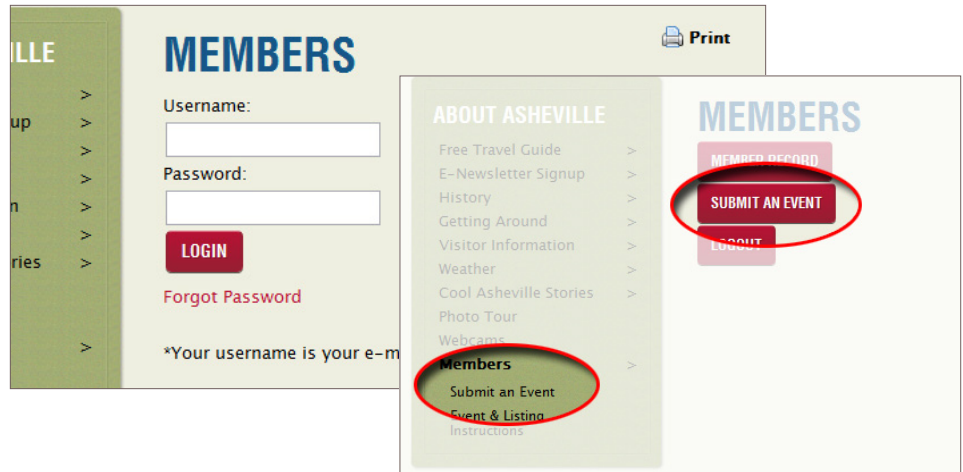 ILLE
>
up >
>
>
n >
>
ries >
>
MEMBERS
Print
Username:
Password:
LOGIN
Forgot Password
*Your username is your e-m
ABOUT ASHEVILLE
Free Travel Guide >
E-Newsletter Signup >
History >
Getting Around >
Visitor Information >
Weather >
Cool Asheville Stories >
Photo Tour
Webcams
Members >
Submit an Event
Event & Listing
Instructions
MEMBERS
MEMBER RECORD
SUBMIT AN EVENT
LOGOUT